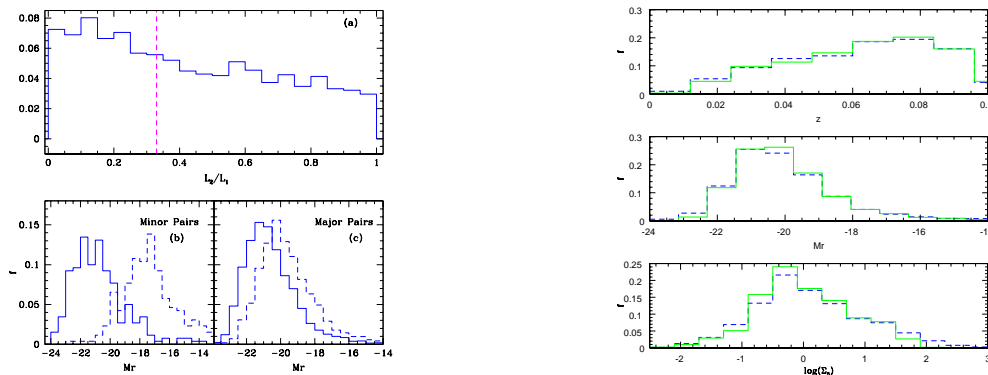 (a)
0.08
0.06
0.04
0.02
0
0 0.2 0.4 0.6 0.8 1
L2/L1
Minor Pairs
(b)
Major Pairs
(c)
0.15
0.1
0.05
0
f
−24 −22 −20 −18 −16 −14
−22 −20 −18 −16 −14
Mr
Mr
0.3
0.2
0.1
0
f
0 0.02 0.04 0.06 0.08
z
0.3
0.2
0.1
0
f
-24 -22 -20 -18 -16
Mr
0.25
0.2
0.15
0.1
0.05
0
f
-2 -1 0 1 2 3
log(Σn)